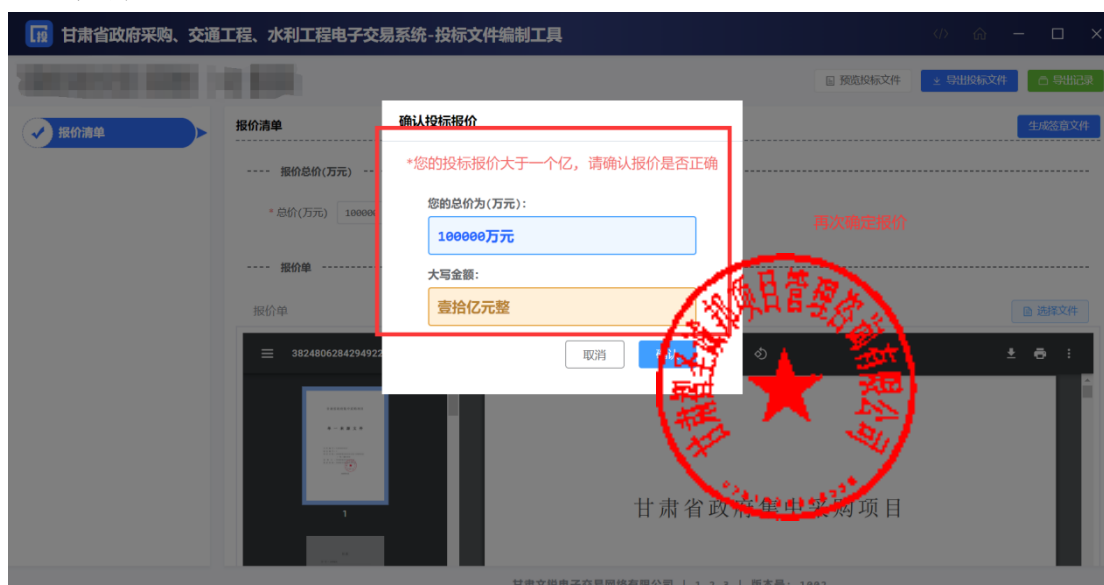 投 甘肃省政府采购、交通工程、水利工程电子交易系统-投标文件编制工具
预览投标文件 导出投标文件 导出记录
报价清单
报价清单 生成签章文件
确认投标报价
*您的投标报价大于一个亿，请确认报价是否正确
报价总价(万元)
您的总价为(万元):
* 总价(万元)
100000万元
再次确定报价
报价单
大写金额:
壹拾亿元整
报价单 选择文件
取消
3824806284294922
1
甘肃省政府集中采购项目